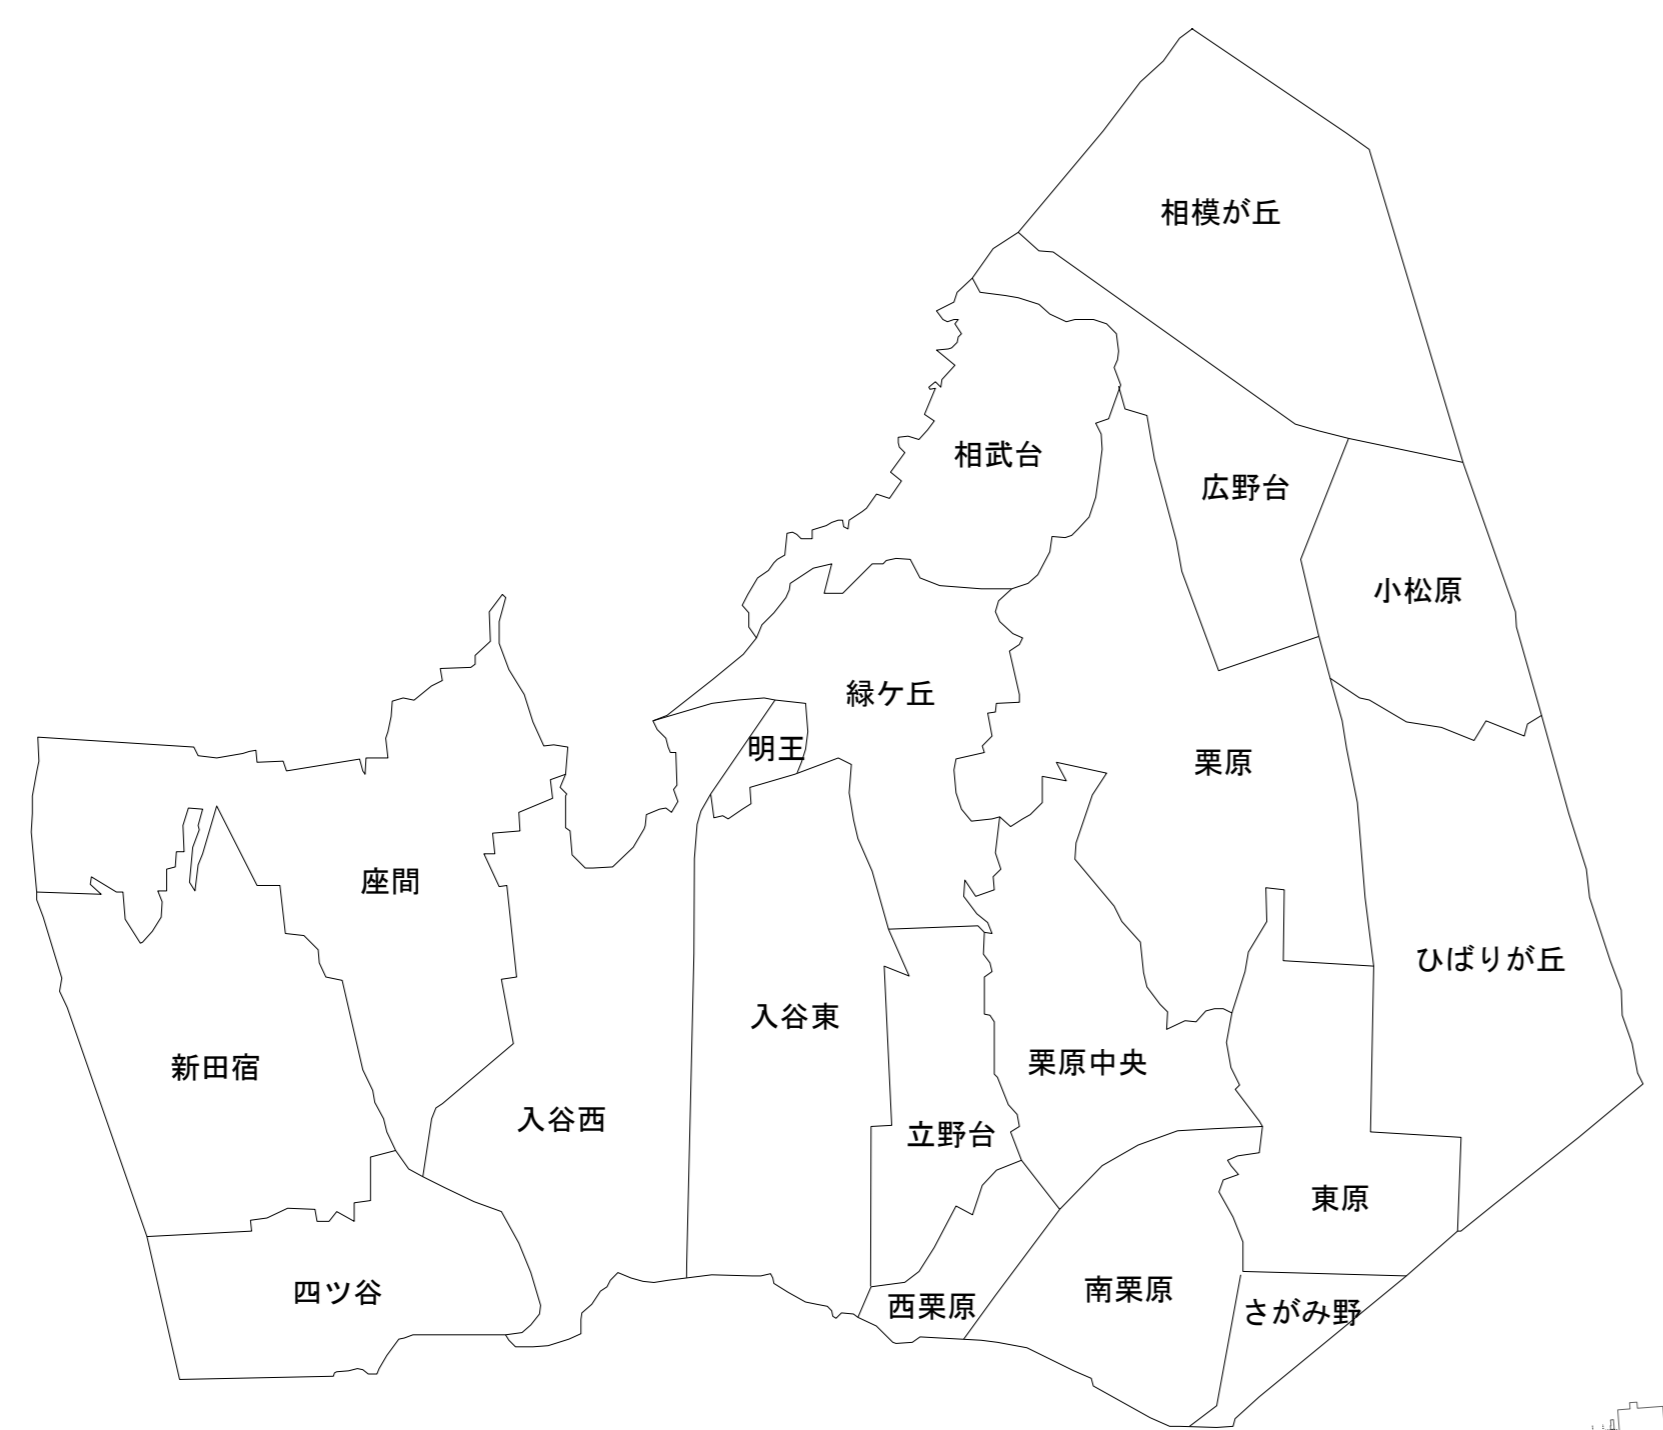 相模が丘
相武台
広野台
小松原
緑ケ丘
明王
栗原
座間
ひばりが丘
入谷東
新田宿
栗原中央
入谷西
立野台
東原
四ツ谷
南栗原
西栗原
さがみ野